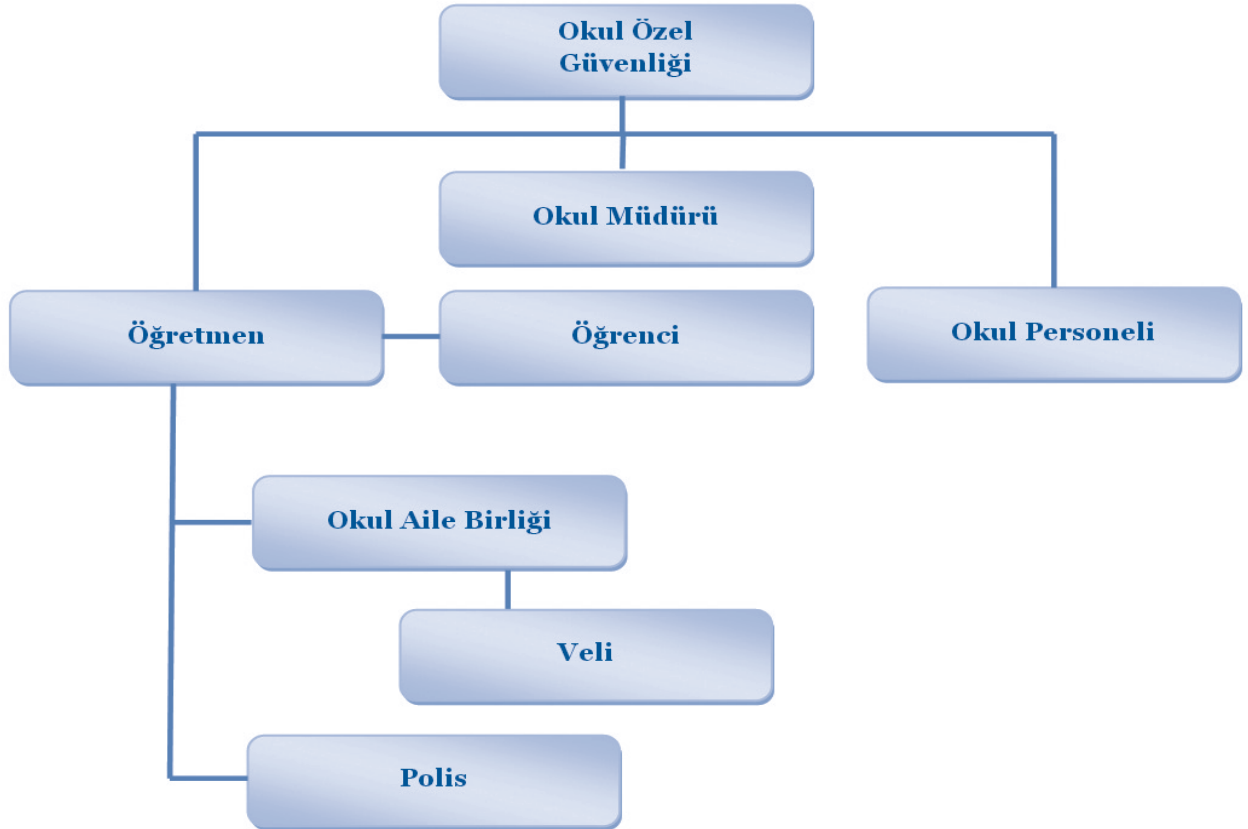 Okul Özel
Güvenliği
Okul Müdürü
Öğretmen
Öğrenci
Okul Personeli
Okul Aile Birliği
Veli
Polis